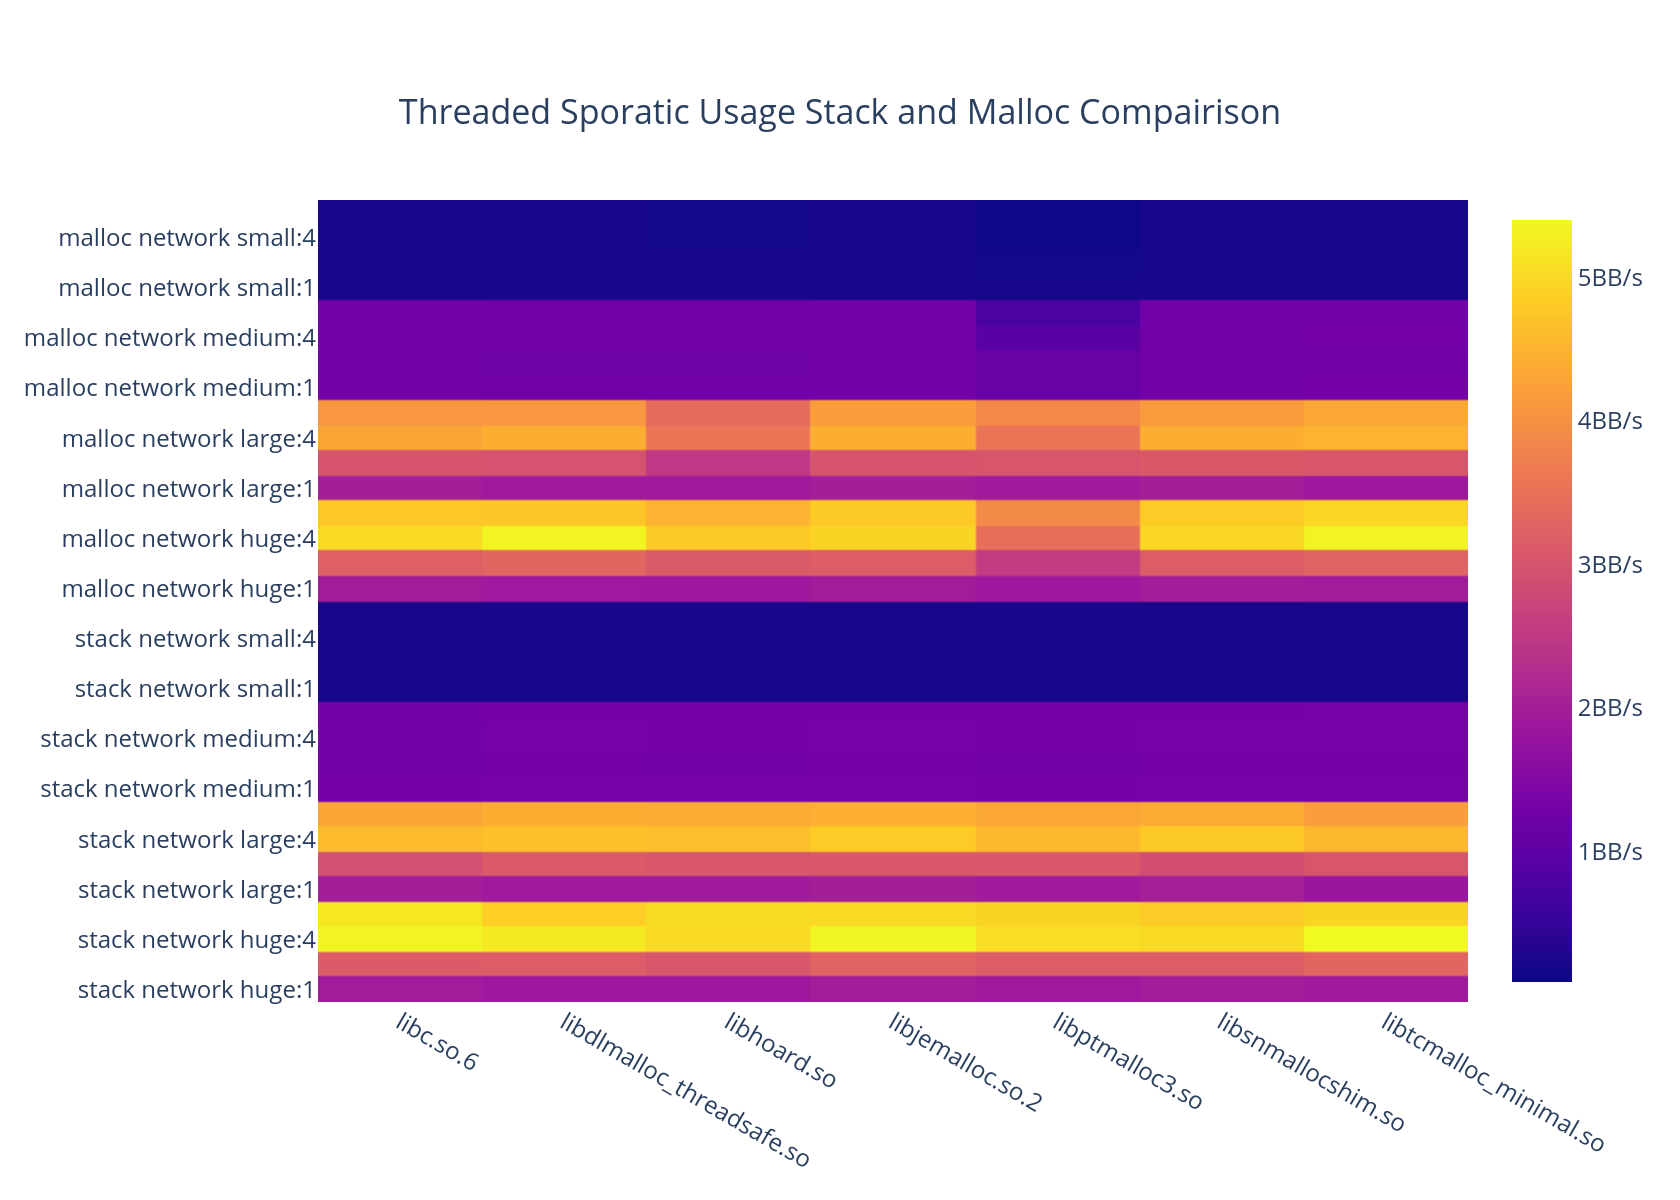 Threaded Sporatic Usage Stack and Malloc Compairison
malloc network small:4
malloc network small:1
malloc network medium:4
malloc network medium:1
malloc network large:4
malloc network large:1
malloc network huge:4
malloc network huge:1
stack network small:4
stack network small:1
stack network medium:4
stack network medium:1
stack network large:4
stack network large:1
stack network huge:4
stack network huge:1
libc.so.6
libdlmalloc_threadsafe.so
libhoard.so
libjemalloc.so.2
libptmalloc3.so
libsnmallocshim.so
libtcmalloc_minimal.so
5BB/s
4BB/s
3BB/s
2BB/s
1BB/s